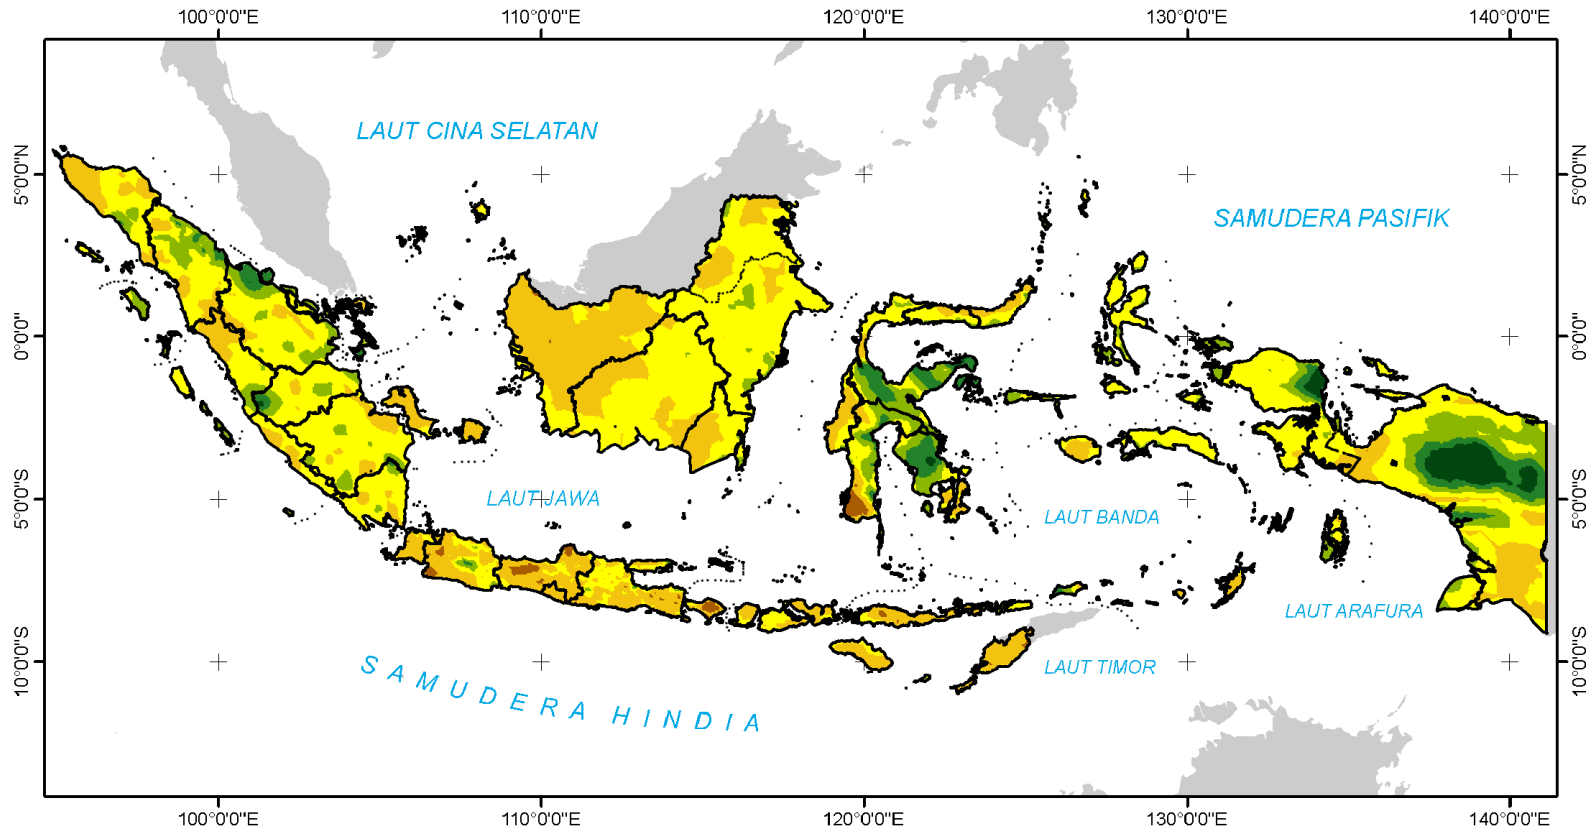 100°0'0"E 110°0'0"E 120°0'0"E 130°0'0"E 140°0'0"E
LAUT CINA SELATAN
5°0'0"N 5°0'0"N
SAMUDERA PASIFIK
0°0'0" 0°0'0"
5°0'0"S LAUT JAWA 5°0'0"S
LAUT BANDA
LAUT ARAFURA
10°0'0"S LAUT TIMOR 10°0'0"S
SAMUDERA HINDIA
100°0'0"E 110°0'0"E 120°0'0"E 130°0'0"E 140°0'0"E